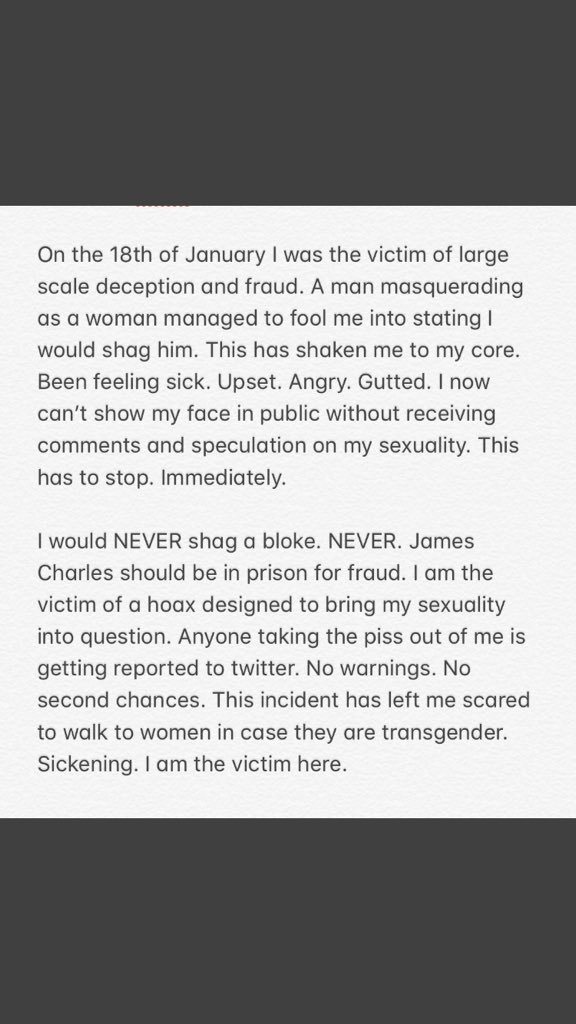 On the 18th of January I was the victim of large
scale deception and fraud. A man masquerading
as a woman managed to fool me into stating I
would shag him. This has shaken me to my core.
Been feeling sick. Upset. Angry. Gutted. I now
can’t show my face in public without receiving
comments and speculation on my sexuality. This
has to stop. Immediately.
I would NEVER shag a bloke. NEVER. James
Charles should be in prison for fraud. I am the
victim of a hoax designed to bring my sexuality
into question. Anyone taking the piss out of me is
getting reported to twitter. No warnings. No
second chances. This incident has left me scared
to walk to women in case they are transgender.
Sickening. I am the victim here.